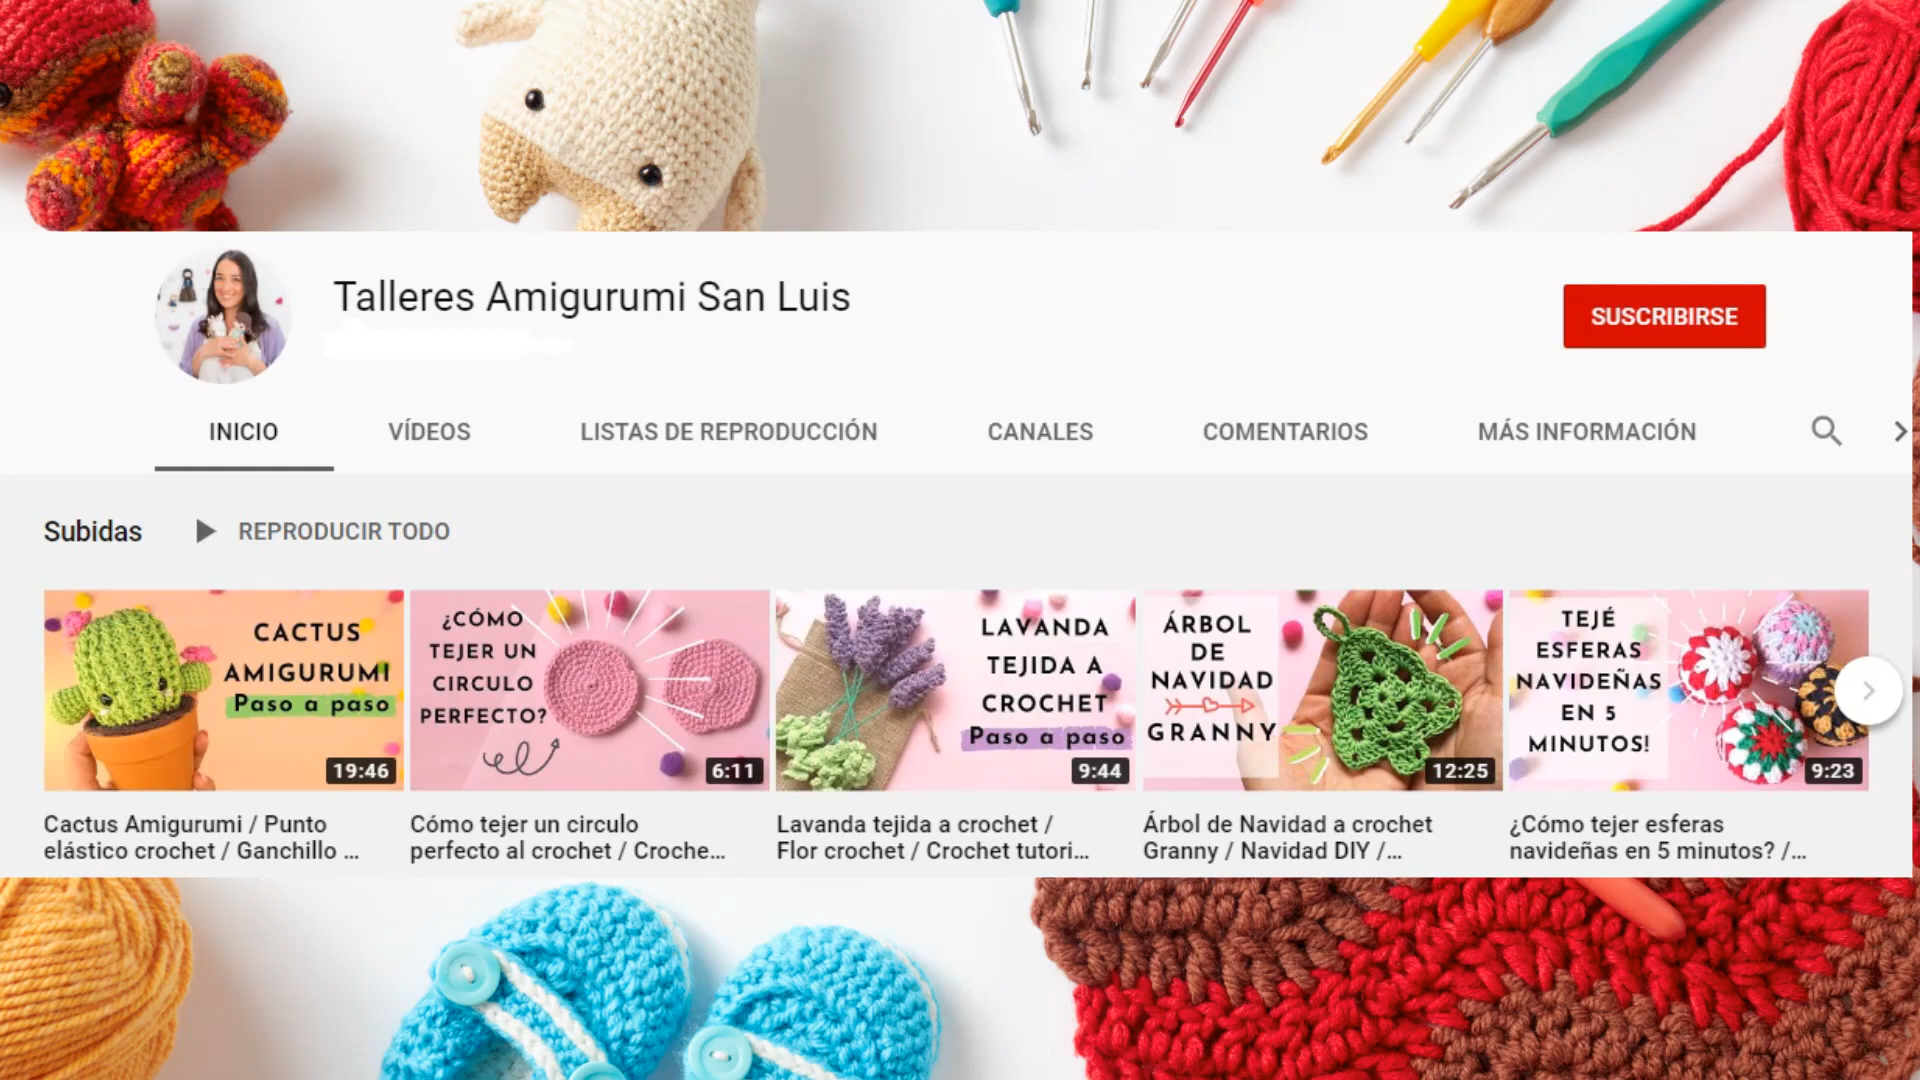 Talleres Amigurumi San Luis
SUSCRIBIRSE
INICIO
VÍDEOS
LISTAS DE REPRODUCCIÓN
CANALES
COMENTARIOS
MÁS INFORMACIÓN
Subidas
REPRODUCIR TODO
CACTUS
AMIGURUMI
Paso a paso
19:46
¿CÓMO
TEJER UN
CIRCULO
PERFECTO?
6:11
LAVANDA
TEJIDA A
CROCHET
Paso a paso
9:44
ÁRBOL
DE
NAVIDAD
GRANNY
12:25
TEJÉ
ESFERAS
NAVIDEÑAS
EN 5
MINUTOS!
9:23
Cactus Amigurumi / Punto
elástico crochet / Ganchillo ...
Cómo tejer un circulo
perfecto al crochet / Croche...
Lavanda tejida a crochet /
Flor crochet / Crochet tutori...
Árbol de Navidad a crochet
Granny / Navidad DIY /...
¿Cómo tejer esferas
navideñas en 5 minutos? /...